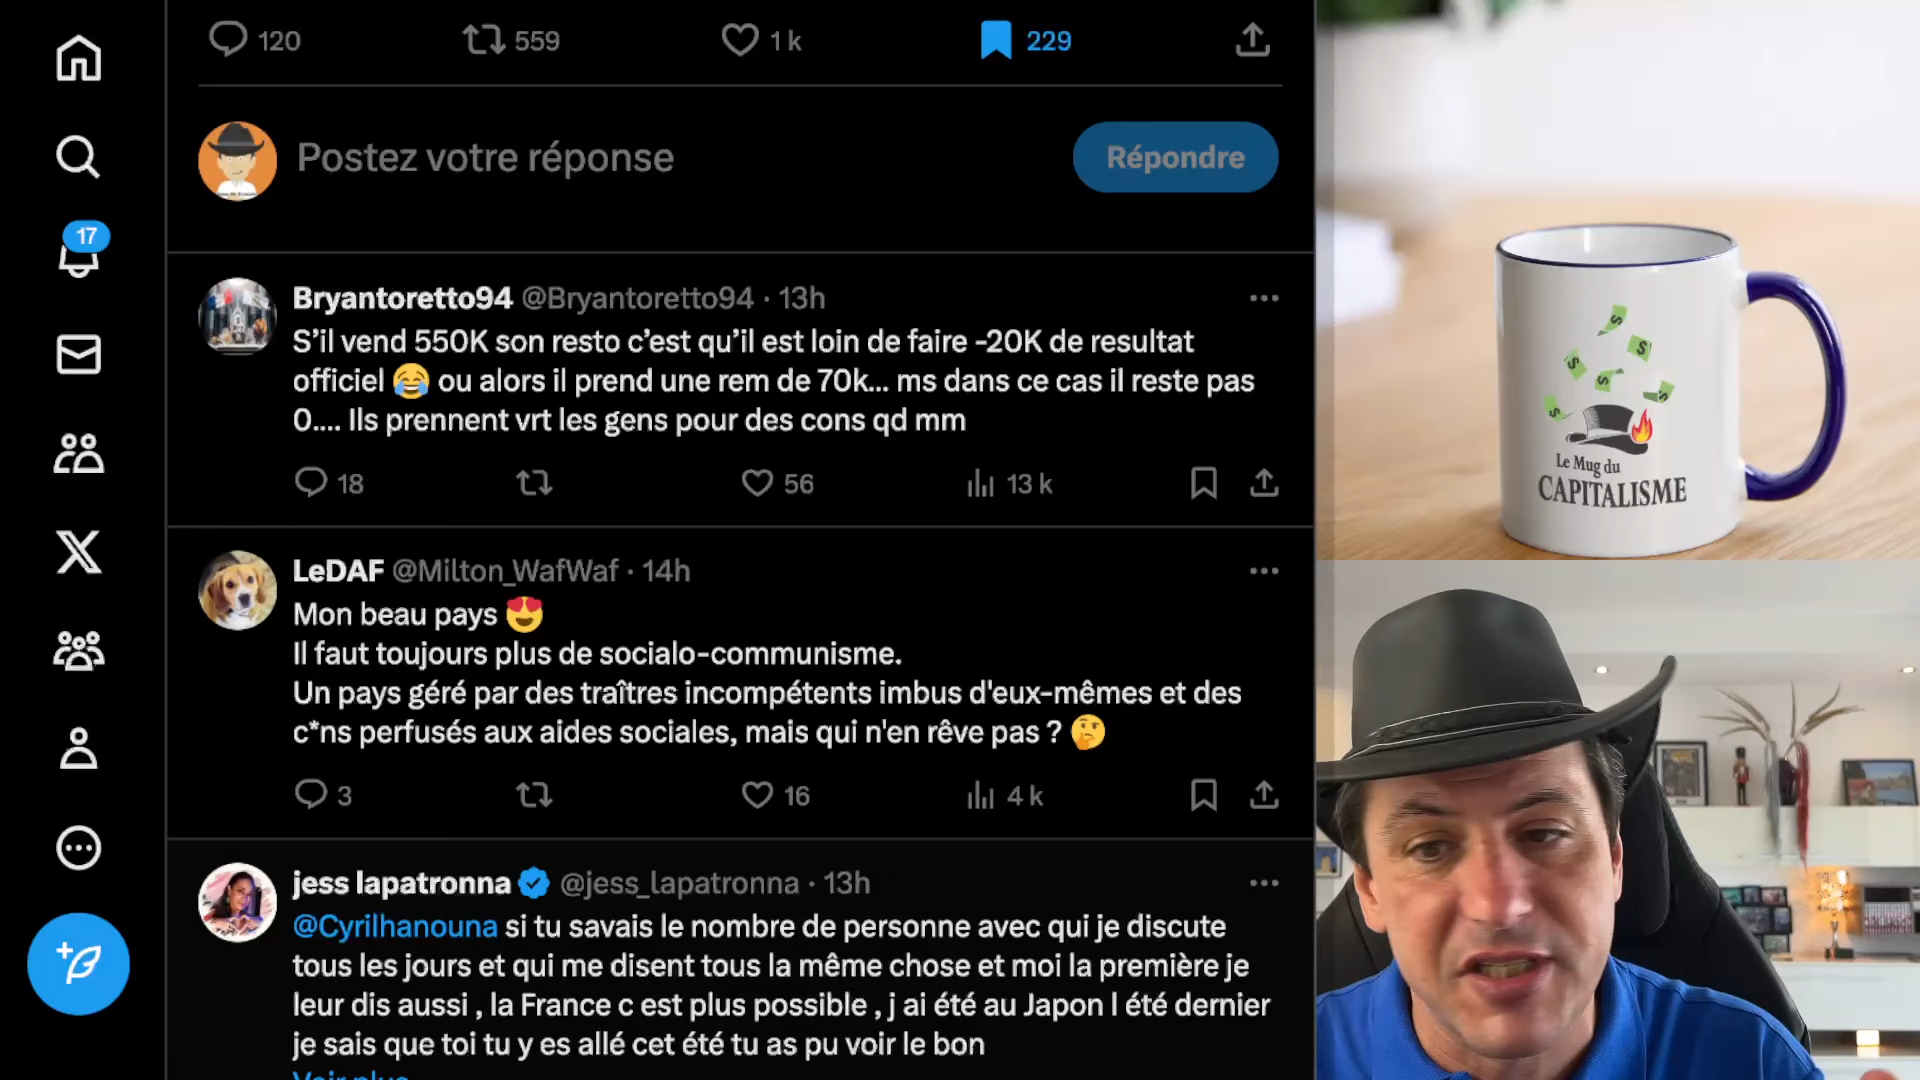 120 559 1 k 229
Postez votre réponse
Répondre
17
Bryantoretto94 @Bryantoretto94 · 13h
S’il vend 550K son resto c’est qu’il est loin de faire -20K de resultat
officiel 😂 ou alors il prend une rem de 70k... ms dans ce cas il reste pas
0.... Ils prennent vrt les gens pour des cons qd mm
18 56 13 k
LeDAF @Milton_WafWaf · 14h
Mon beau pays 😍
Il faut toujours plus de socialo-communisme.
Un pays géré par des traîtres incompétents imbus d'eux-mêmes et des
c*ns perfusés aux aides sociales, mais qui n'en rêve pas ? 🤔
3 16 4 k
jess lapatronna @jess_lapatronna · 13h
@Cyrilhanouna si tu savais le nombre de personne avec qui je discute
tous les jours et qui me disent tous la même chose et moi la première je
leur dis aussi , la France c est plus possible , j ai été au Japon l été dernier
je sais que toi tu y es allé cet été tu as pu voir le bon
Voir plus
Le Mug du
CAPITALISME